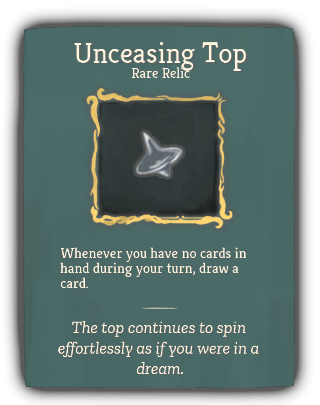 Unceasing Top
Rare Relic
Whenever you have no cards in
hand during your turn, draw a
card.
The top continues to spin
effortlessly as if you were in a
dream.